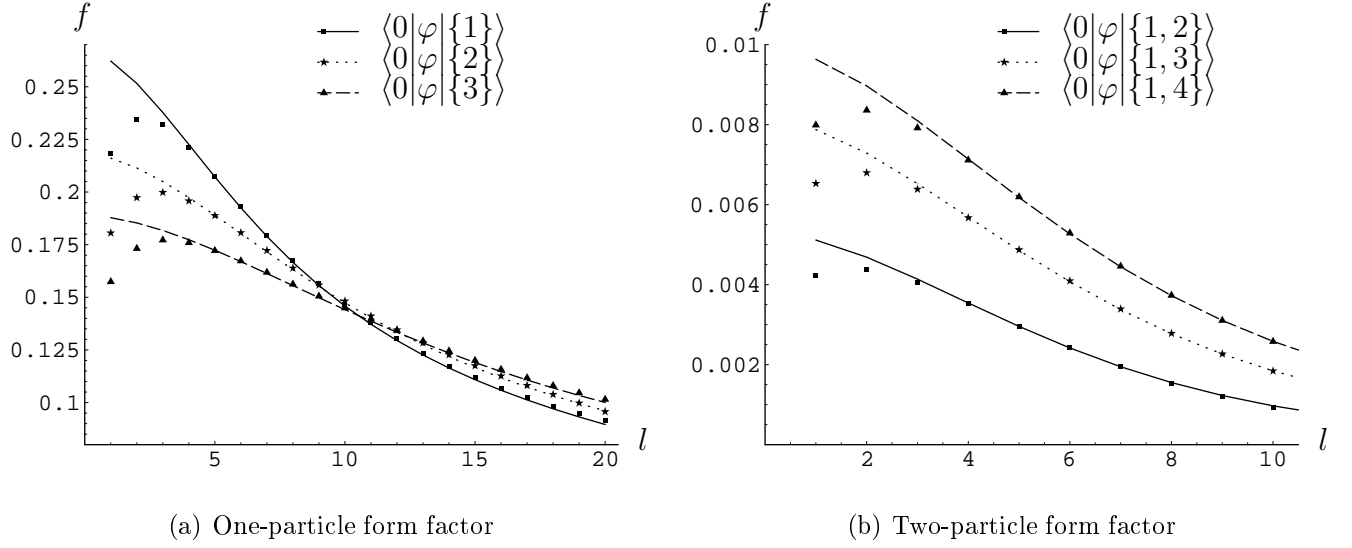 f
⟨0|φ|{1}⟩
⟨0|φ|{2}⟩
⟨0|φ|{3}⟩
0.25
0.225
0.2
0.175
0.15
0.125
0.1
5
10
15
20
l
(a) One-particle form factor
f
⟨0|φ|{1, 2}⟩
⟨0|φ|{1, 3}⟩
⟨0|φ|{1, 4}⟩
0.01
0.008
0.006
0.004
0.002
2
4
6
8
10
l
(b) Two-particle form factor